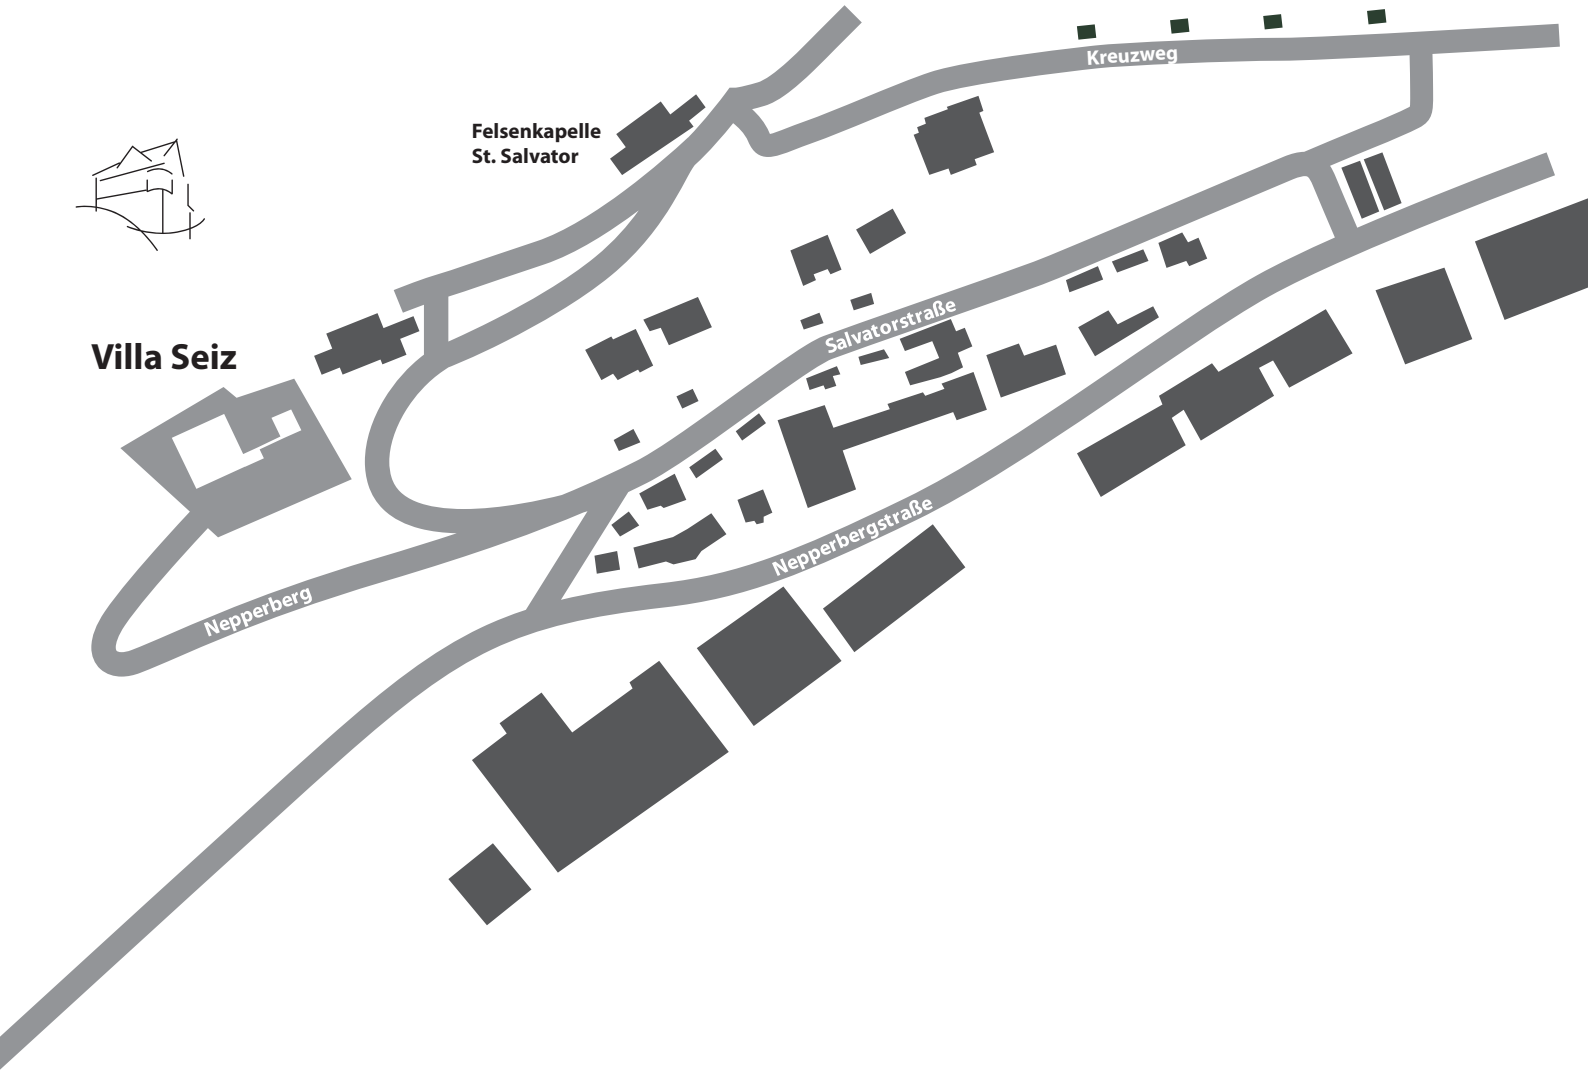 Kreuzweg
Felsenkapelle
St. Salvator
Salvatorstraße
Villa Seiz
Nepperbergstraße
Nepperberg